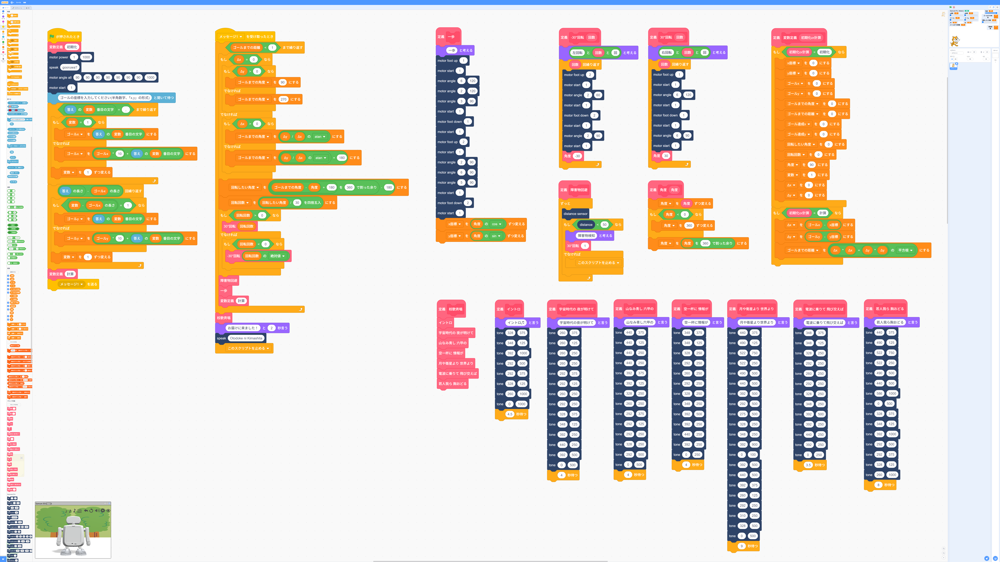 が押されたとき
変数定義 初期化
motor power 1 1000
speak gooruwa?
motor angle all 90 90 90 90 90 90 90 1000
motor start 1
ゴールの座標を入力してください(半角数字、「x,y」の形式) と聞いて待つ
答え の 変数 番目の文字 = , まで繰り返す
もし 変数 = 1 なら
ゴールx を 答え の 変数 番目の文字 にする
でなければ
ゴールx を ゴールx * 10 + 答え の 変数 番目の文字 にする
変数 を 1 ずつ変える
答え の長さ - ゴールx の長さ 回繰り返す
もし 変数 - ゴールx の長さ = 1 なら
ゴールy を 答え の 変数 番目の文字 にする
でなければ
ゴールy を ゴールy * 10 + 答え の 変数 番目の文字 にする
変数 を 1 ずつ変える
変数定義 計算
メッセージ1 を送る
メッセージ1 を受け取ったとき
ゴールまでの距離 < 1 まで繰り返す
もし Δx = 0 なら
もし Δy > 0 なら
ゴールまでの角度 を 90 にする
でなければ
ゴールまでの角度 を 270 にする
でなければ
もし Δx > 0 なら
ゴールまでの角度 を Δy / Δx の atan にする
でなければ
ゴールまでの角度 を Δy / Δx の atan + 180 にする
回転したい角度 を ゴールまでの角度 - 角度 + 180 を 360 で割った余り - 180 にする
回転回数 を 回転したい角度 / 30 を四捨五入 にする
もし 回転回数 > 0 なら
30°回転 回転回数
でなければ
もし 回転回数 < 0 なら
-30°回転 回転回数 の 絶対値
障害物回避
一歩
変数定義 計算
校歌斉唱
お届けに来ました！ と 2 秒言う
speak Otodoke ni Kimashita
このスクリプトを止める
定義 一歩
一歩 と考える
motor foot up 1
motor start 1
motor angle 6 120
motor angle 2 120
motor angle 3 90
motor start 1
motor foot down 1
motor start 1
motor foot up 2
motor start 1
motor angle 2 90
motor angle 6 90
motor angle 5 90
motor start 1
motor foot down 2
motor start 1
x座標 を 角度 の cos ずつ変える
y座標 を 角度 の sin ずつ変える
定義 -30°回転 回数
左回転 と 回数 と 回 と考える
回数 回繰り返す
motor foot up 2
motor start 1
motor angle 2 60
motor start 1
motor foot down 2
motor start 1
motor angle 2 90
motor start 1
角度 -30
定義 30°回転 回数
右回転 と 回数 と 回 と考える
回数 回繰り返す
motor foot up 1
motor start 1
motor angle 6 120
motor start 1
motor foot down 1
motor start 1
motor angle 6 90
motor start 1
角度 30
定義 障害物回避
ずっと
distance sensor
もし distance < 50 なら
障害物検知 と考える
30°回転 1
でなければ
このスクリプトを止める
定義 角度 角度
角度 を 角度 ずつ変える
もし 角度 < 0 なら
角度 を 360 ずつ変える
角度 を 角度 を 360 で割った余り にする
定義 変数定義 初期化or計算
もし 初期化or計算 = 初期化 なら
x座標 を 0 にする
y座標 を 0 にする
ゴールx を 0 にする
ゴールy を 0 にする
ゴールまでの角度 を 0 にする
ゴールまでの距離 を 0 にする
ゴール達成x を 0 にする
ゴール達成y を 0 にする
回転したい角度 を 0 にする
回転回数 を 0 にする
角度 を 90 にする
変数 を 1 にする
Δx を 0 にする
Δy を 0 にする
もし 初期化or計算 = 計算 なら
Δx を ゴールx - x座標 にする
Δy を ゴールy - y座標 にする
ゴールまでの距離 を Δx * Δx + Δy * Δy の 平方根 にする
定義 校歌斉唱
イントロ
宇宙時代の 夜が明けて
山なみ青し 六甲の
空一杯に 情報が
月や衛星より 世界より
電波に乗りて 飛び交えば
若人我ら 胸おどる
定義 イントロ
イントロ🎵 と言う
tone 328 375
tone 348 125
tone 392 1000
tone 292 500
tone 292 375
tone 328 125
tone 260 1000
tone 0 1000
4.5 秒待つ
定義 宇宙時代の 夜が明けて
宇宙時代の夜が明けて と言う
tone 260 375
tone 260 125
tone 260 250
tone 260 250
tone 292 375
tone 292 125
tone 260 250
tone 292 250
tone 328 375
tone 348 125
tone 392 250
tone 440 250
tone 392 500
tone 0 500
4 秒待つ
定義 山なみ青し 六甲の
山なみ青し六甲の と言う
tone 440 375
tone 440 125
tone 440 250
tone 440 250
tone 392 375
tone 392 125
tone 328 250
tone 260 250
tone 292 375
tone 292 125
tone 292 250
tone 328 250
tone 292 500
tone 0 500
4 秒待つ
定義 空一杯に 情報が
空一杯に情報が と言う
tone 348 375
tone 348 125
tone 328 250
tone 292 250
tone 260 250
tone 292 250
tone 328 250
tone 348 250
tone 392 500
tone 392 250
tone 440 250
tone 392 250
tone 0 250
4 秒待つ
定義 月や衛星より 世界より
月や衛星より世界より と言う
tone 440 375
tone 490 125
tone 522 750
tone 522 250
tone 490 500
tone 440 500
tone 392 500
tone 292 500
tone 275 500
tone 328 250
tone 348 250
tone 392 900
tone 0 100
tone 392 500
tone 440 500
tone 392 375
tone 260 125
tone 292 250
tone 310 250
tone 328 500
tone 0 500
9 秒待つ
定義 電波に乗りて 飛び交えば
電波に乗りて飛び交えば と言う
tone 348 375
tone 348 125
tone 328 250
tone 292 250
tone 260 250
tone 292 250
tone 328 250
tone 348 250
tone 392 500
tone 392 250
tone 440 250
tone 392 250
tone 0 250
3.5 秒待つ
定義 若人我ら 胸おどる
若人我ら胸おどる と言う
tone 440 375
tone 490 125
tone 522 750
tone 522 250
tone 490 500
tone 440 500
tone 586 1000
tone 0 500
tone 328 375
tone 348 125
tone 392 1000
tone 292 500
tone 292 375
tone 328 125
tone 260 1000
8 秒待つ